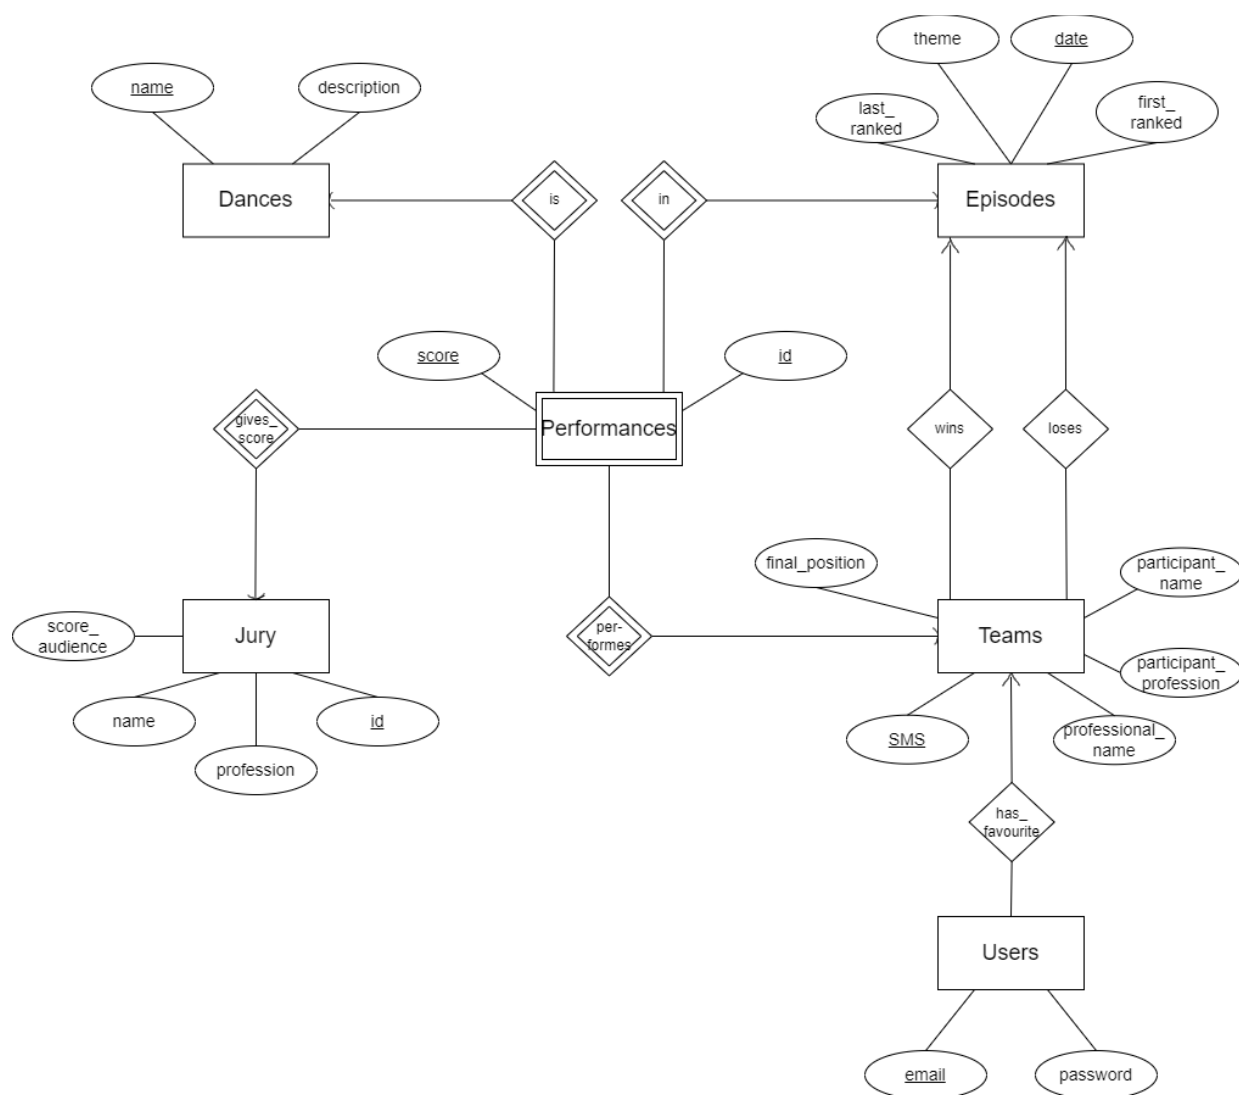 theme
date
name
description
last_
ranked
first_
ranked
Dances
is
in
Episodes
score
id
gives_
score
Performances
wins
loses
final_position
participant_
name
score_
audience
Jury
per-
formes
Teams
participant_
profession
name
id
SMS
professional_
name
profession
has_
favourite
Users
email
password